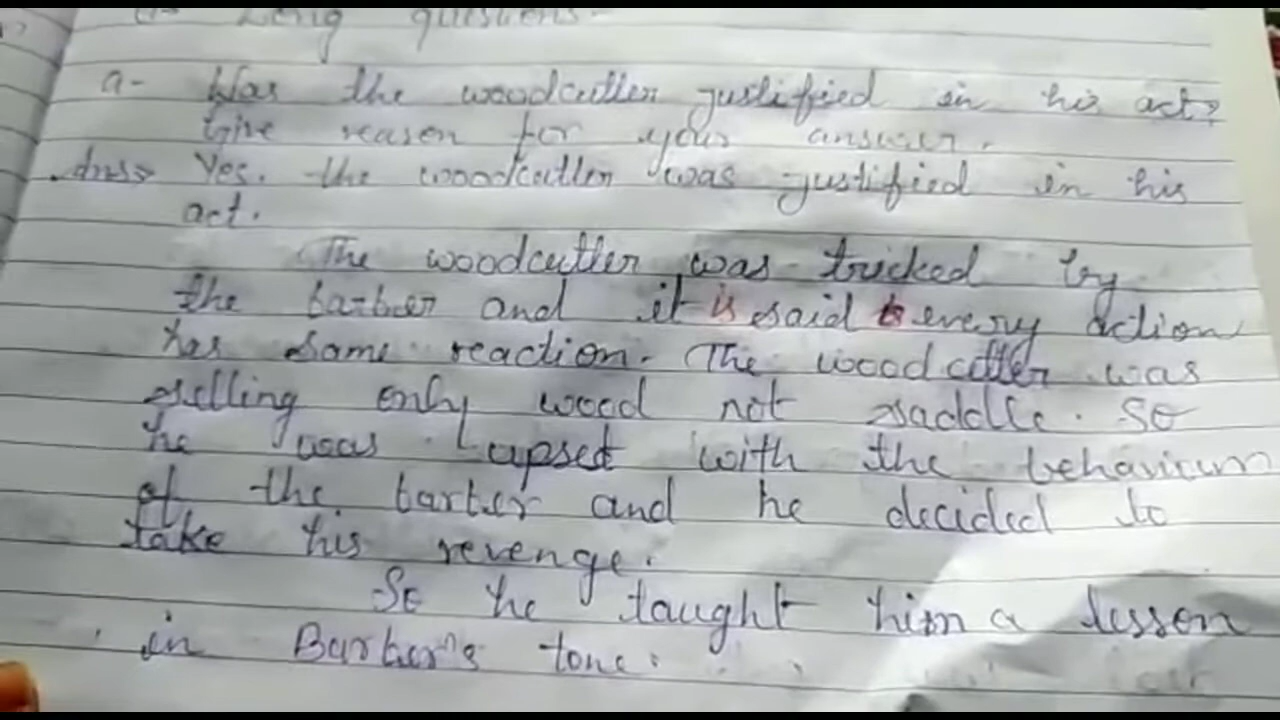 Long questions-
a- Was the woodcutter justified in his act?
Give reason for your answer.
Ans> Yes. the woodcutter was justified in his
act.
The woodcutter was tricked by
the barber and it is said every action
has same reaction. The woodcutter was
selling only wood not saddle. So
he was upset with the behaviour
of the barber and he decided to
take his revenge.
So he taught him a lesson
in Barber's tone.